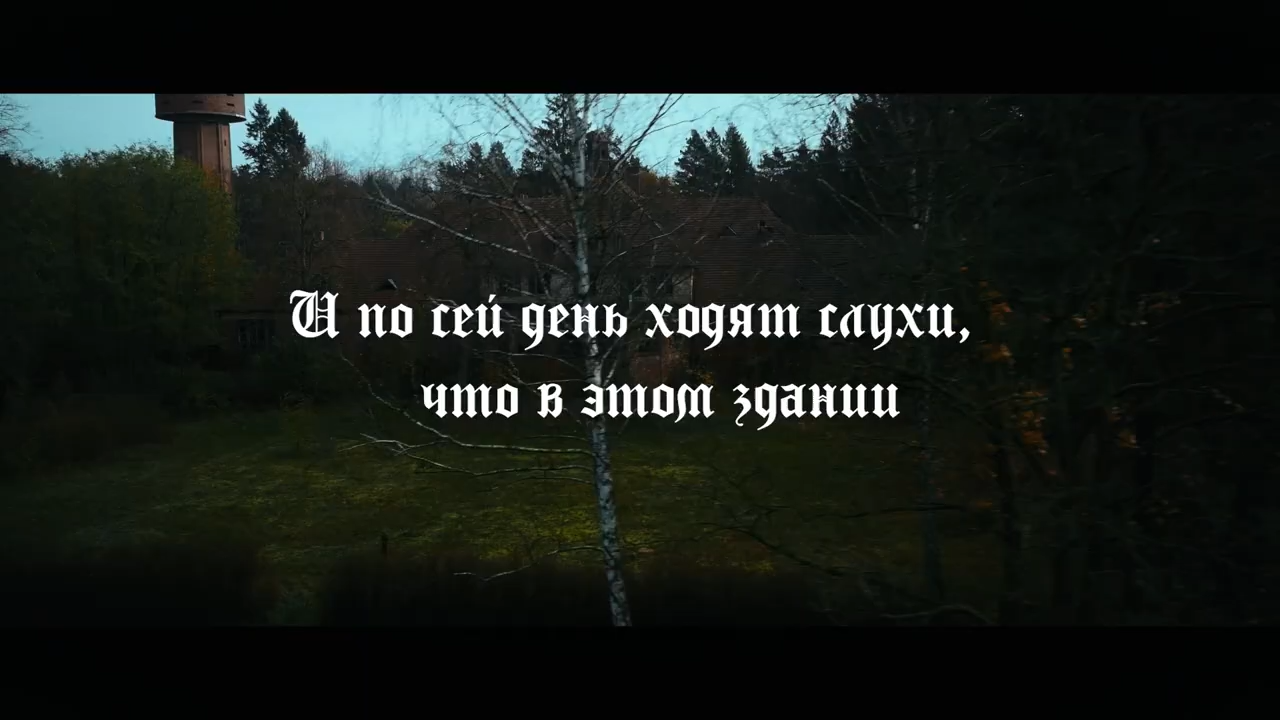 И по сей день ходят слухи,
что в этом здании